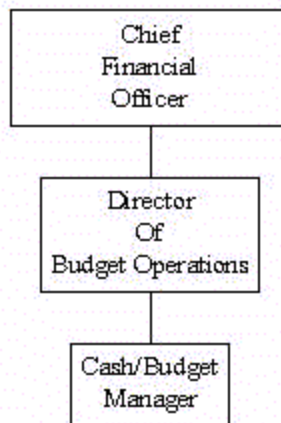 Chief
Financial
Officer
Director
Of
Budget Operations
Cash/Budget
Manager